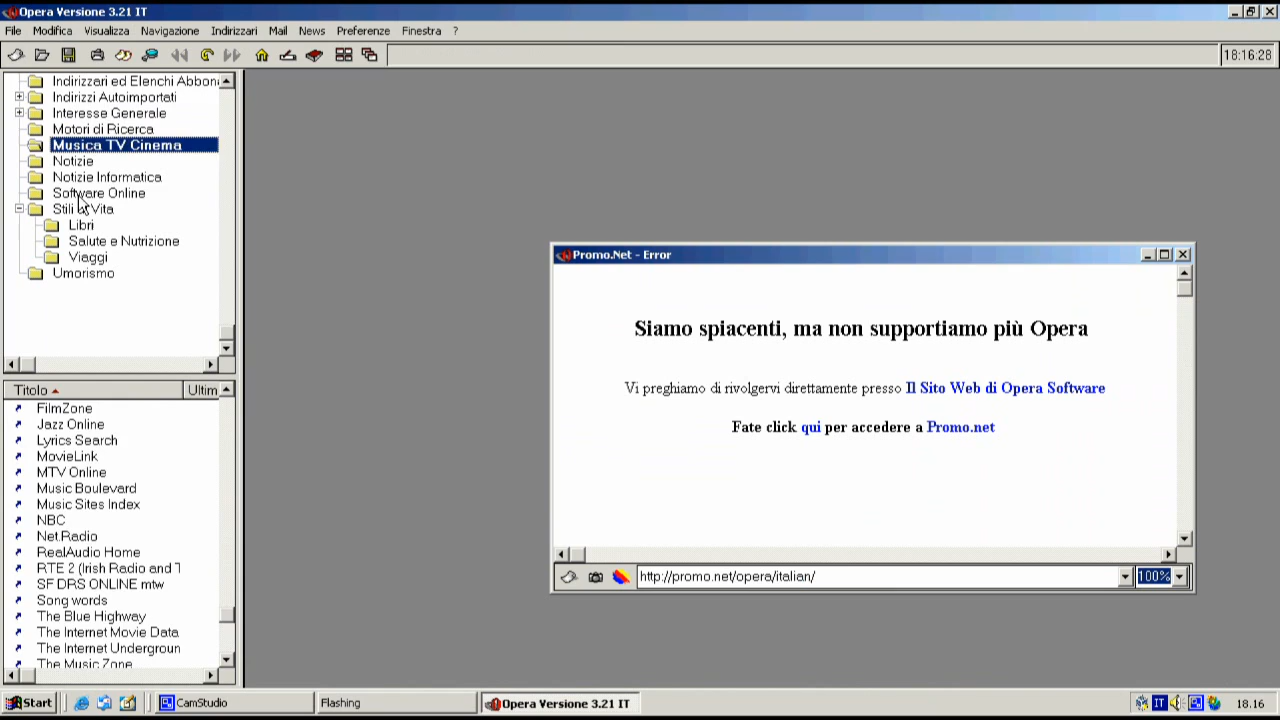 Opera Versione 3.21 IT
File Modifica Visualizza Navigazione Indirizzari Mail News Preferenze Finestra ?
18:16:28
Indirizzari ed Elenchi Abbon
Indirizzi Autoimportati
Interesse Generale
Motori di Ricerca
Musica TV Cinema
Notizie
Notizie Informatica
Software Online
Stili di Vita
Libri
Salute e Nutrizione
Viaggi
Umorismo
Titolo Ultim
FilmZone
Jazz Online
Lyrics Search
MovieLink
MTV Online
Music Boulevard
Music Sites Index
NBC
Net.Radio
RealAudio Home
RTE 2 (Irish Radio and T
SF DRS ONLINE mtw
Song words
The Blue Highway
The Internet Movie Data
The Internet Undergroun
The Music Zone
Promo.Net - Error
Siamo spiacenti, ma non supportiamo più Opera
Vi preghiamo di rivolgervi direttamente presso Il Sito Web di Opera Software
Fate click qui per accedere a Promo.net
http://promo.net/opera/italian/ 100%
Start CamStudio Flashing Opera Versione 3.21 IT IT 18.16